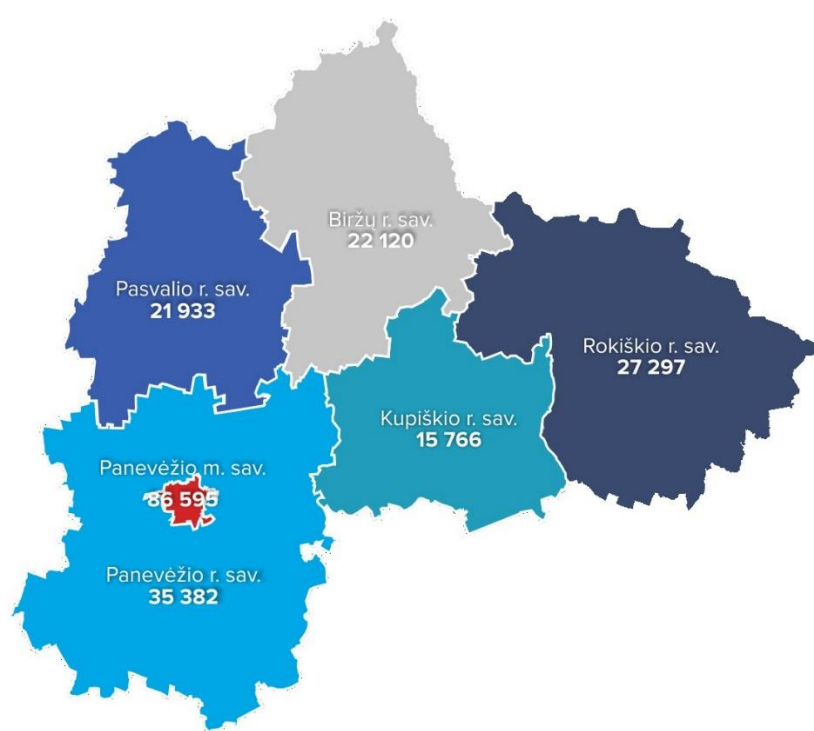 Biržų r. sav.
22 120
Pasvalio r. sav.
21 933
Rokiškio r. sav.
27 297
Kupiškio r. sav.
15 766
Panevėžio m. sav.
86 595
Panevėžio r. sav.
35 382